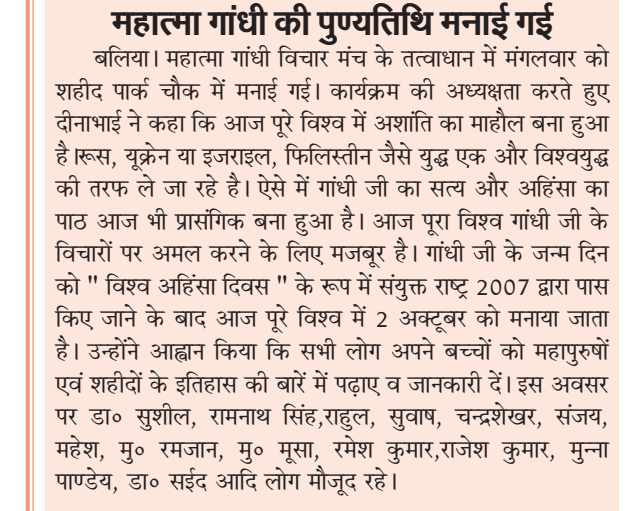 महात्मा गांधी की पुण्यतिथि मनाई गई
बलिया। महात्मा गांधी विचार मंच के तत्वाधान में मंगलवार को
शहीद पार्क चौक में मनाई गई। कार्यक्रम की अध्यक्षता करते हुए
दीनाभाई ने कहा कि आज पूरे विश्व में अशांति का माहौल बना हुआ
है।रूस, यूक्रेन या इजराइल, फिलिस्तीन जैसे युद्ध एक और विश्वयुद्ध
की तरफ ले जा रहे है। ऐसे में गांधी जी का सत्य और अहिंसा का
पाठ आज भी प्रासंगिक बना हुआ है। आज पूरा विश्व गांधी जी के
विचारों पर अमल करने के लिए मजबूर है। गांधी जी के जन्म दिन
को " विश्व अहिंसा दिवस " के रूप में संयुक्त राष्ट्र 2007 द्वारा पास
किए जाने के बाद आज पूरे विश्व में 2 अक्टूबर को मनाया जाता
है। उन्होंने आह्वान किया कि सभी लोग अपने बच्चों को महापुरुषों
एवं शहीदों के इतिहास की बारें में पढ़ाए व जानकारी दें। इस अवसर
पर डा० सुशील, रामनाथ सिंह,राहुल, सुवाष, चन्द्रशेखर, संजय,
महेश, मु० रमजान, मु० मूसा, रमेश कुमार,राजेश कुमार, मुन्ना
पाण्डेय, डा० सईद आदि लोग मौजूद रहे।